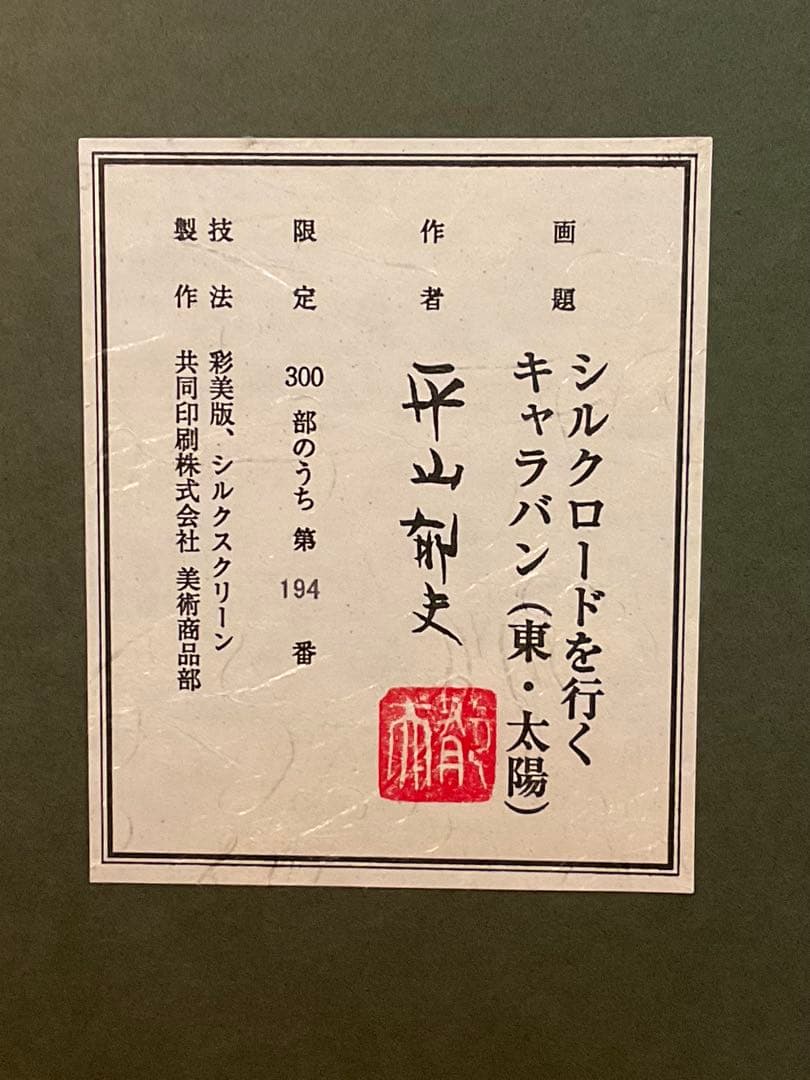 画題 シルクロードを行く
キャラバン（東・太陽）
作者 平山郁夫
限定 300 部のうち 第 194 番
技法 彩美版、シルクスクリーン
製作 共同印刷株式会社 美術商品部